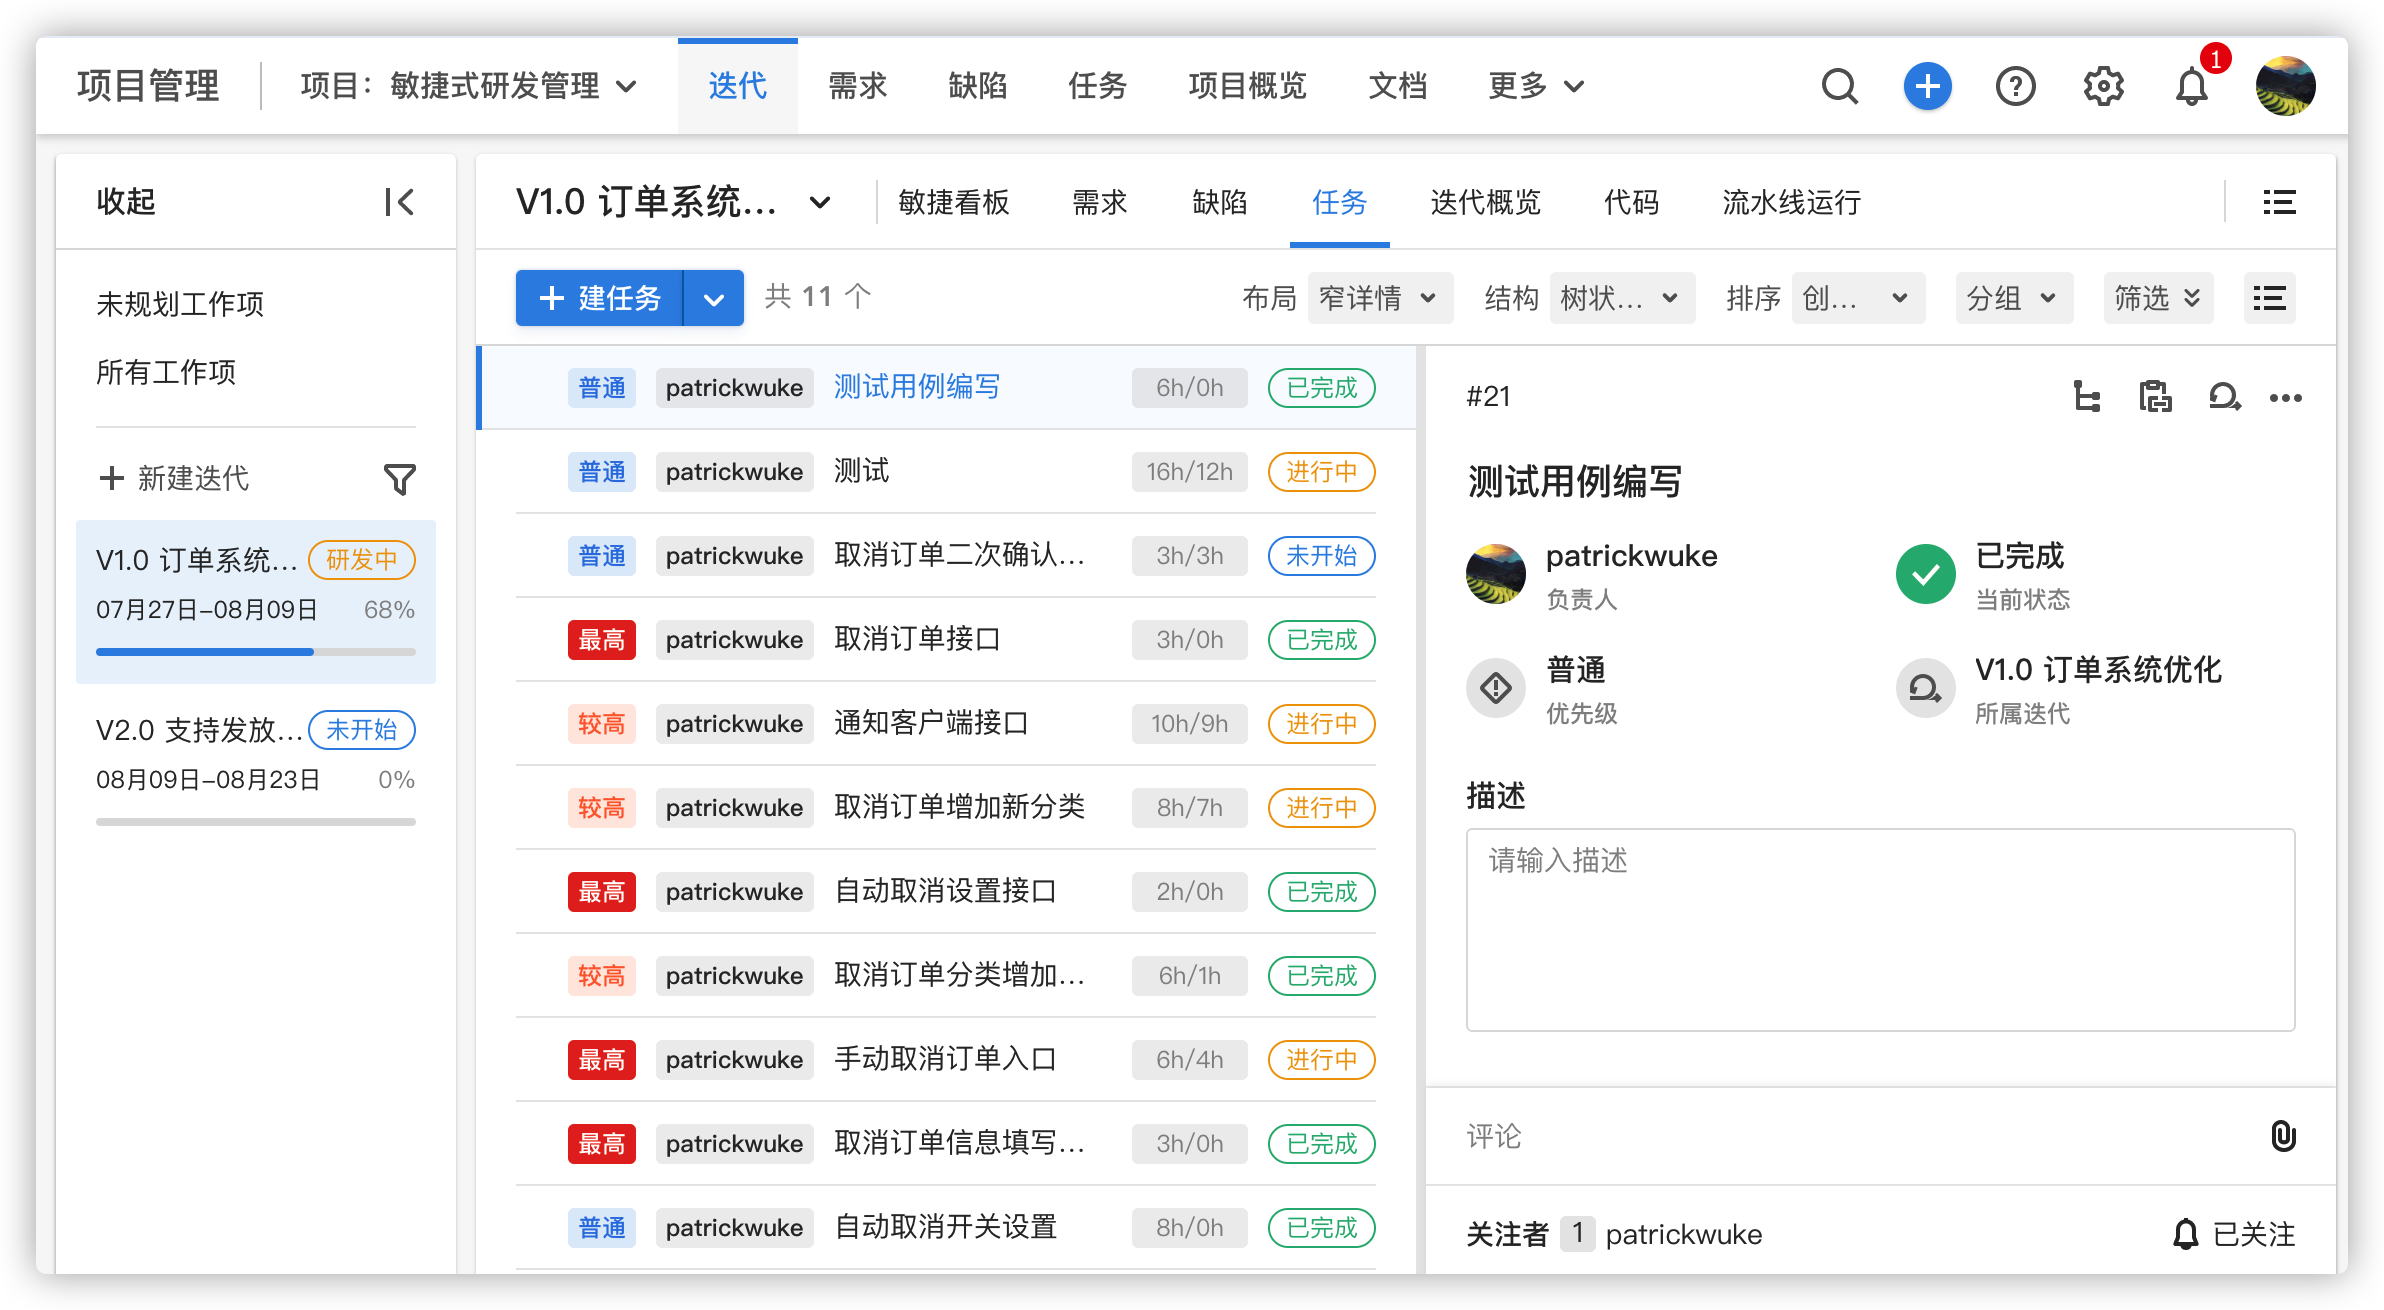 项目管理
项目：敏捷式研发管理
迭代 需求 缺陷 任务 项目概览 文档 更多
1
收起
未规划工作项
所有工作项
新建迭代
V1.0 订单系统... 研发中
07月27日-08月09日 68%
V2.0 支持发放... 未开始
08月09日-08月23日 0%
V1.0 订单系统...
敏捷看板 需求 缺陷 任务 迭代概览 代码 流水线运行
建任务 共 11 个 布局 窄详情 结构 树状... 排序 创... 分组 筛选
普通 patrickwuke 测试用例编写 6h/0h 已完成
普通 patrickwuke 测试 16h/12h 进行中
普通 patrickwuke 取消订单二次确认... 3h/3h 未开始
最高 patrickwuke 取消订单接口 3h/0h 已完成
较高 patrickwuke 通知客户端接口 10h/9h 进行中
较高 patrickwuke 取消订单增加新分类 8h/7h 进行中
最高 patrickwuke 自动取消设置接口 2h/0h 已完成
较高 patrickwuke 取消订单分类增加... 6h/1h 已完成
最高 patrickwuke 手动取消订单入口 6h/4h 进行中
最高 patrickwuke 取消订单信息填写... 3h/0h 已完成
普通 patrickwuke 自动取消开关设置 8h/0h 已完成
#21
测试用例编写
patrickwuke
负责人
已完成
当前状态
普通
优先级
V1.0 订单系统优化
所属迭代
描述
请输入描述
评论
关注者 1 patrickwuke 已关注